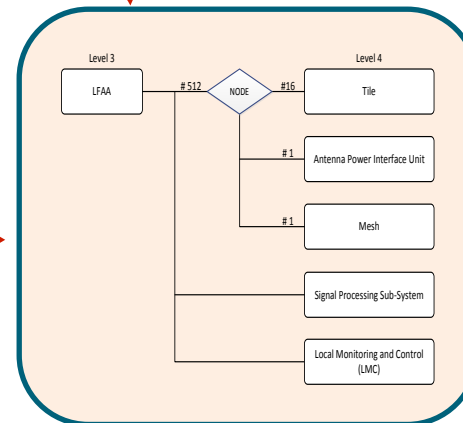 Level 3
Level 4
LFAA
# 512
NODE
#16
Tile
# 1
Antenna Power Interface Unit
# 1
Mesh
Signal Processing Sub-System
Local Monitoring and Control
(LMC)